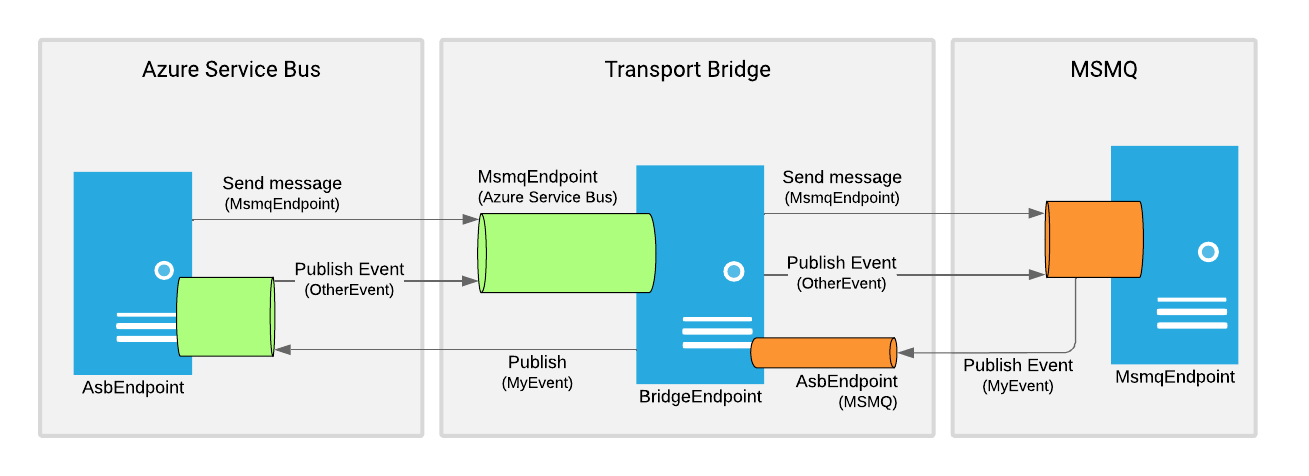 Azure Service Bus
Transport Bridge
MSMQ
Send message
(MsmqEndpoint)
Publish Event
(OtherEvent)
AsbEndpoint
MsmqEndpoint
(Azure Service Bus)
Publish
(MyEvent)
BridgeEndpoint
Send message
(MsmqEndpoint)
Publish Event
(OtherEvent)
AsbEndpoint
(MSMQ)
Publish Event
(MyEvent)
MsmqEndpoint